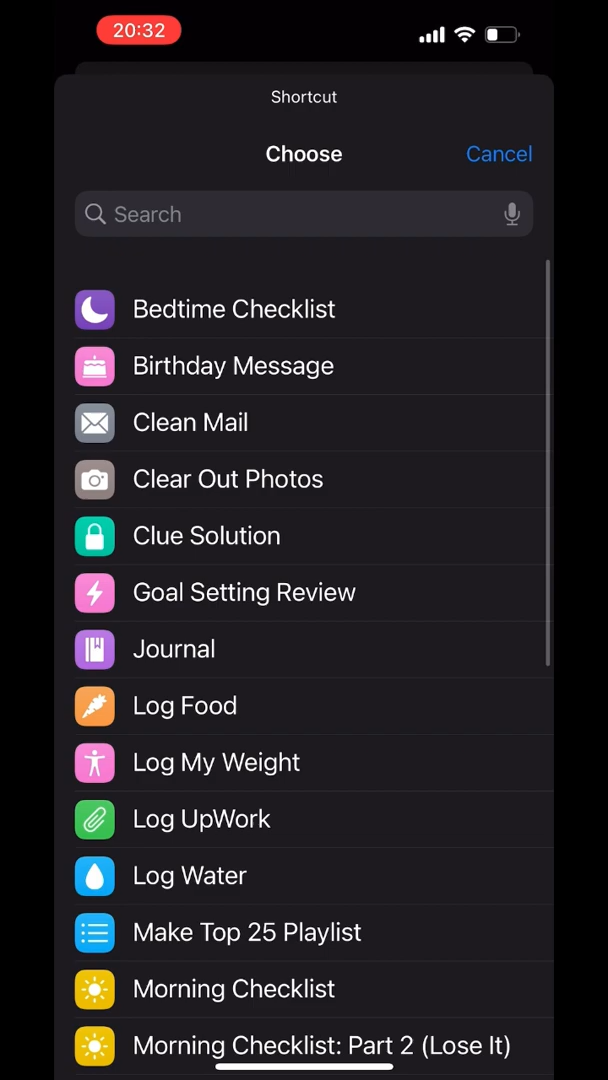 20:32
Shortcut
Choose
Cancel
Search
Bedtime Checklist
Birthday Message
Clean Mail
Clear Out Photos
Clue Solution
Goal Setting Review
Journal
Log Food
Log My Weight
Log UpWork
Log Water
Make Top 25 Playlist
Morning Checklist
Morning Checklist: Part 2 (Lose It)